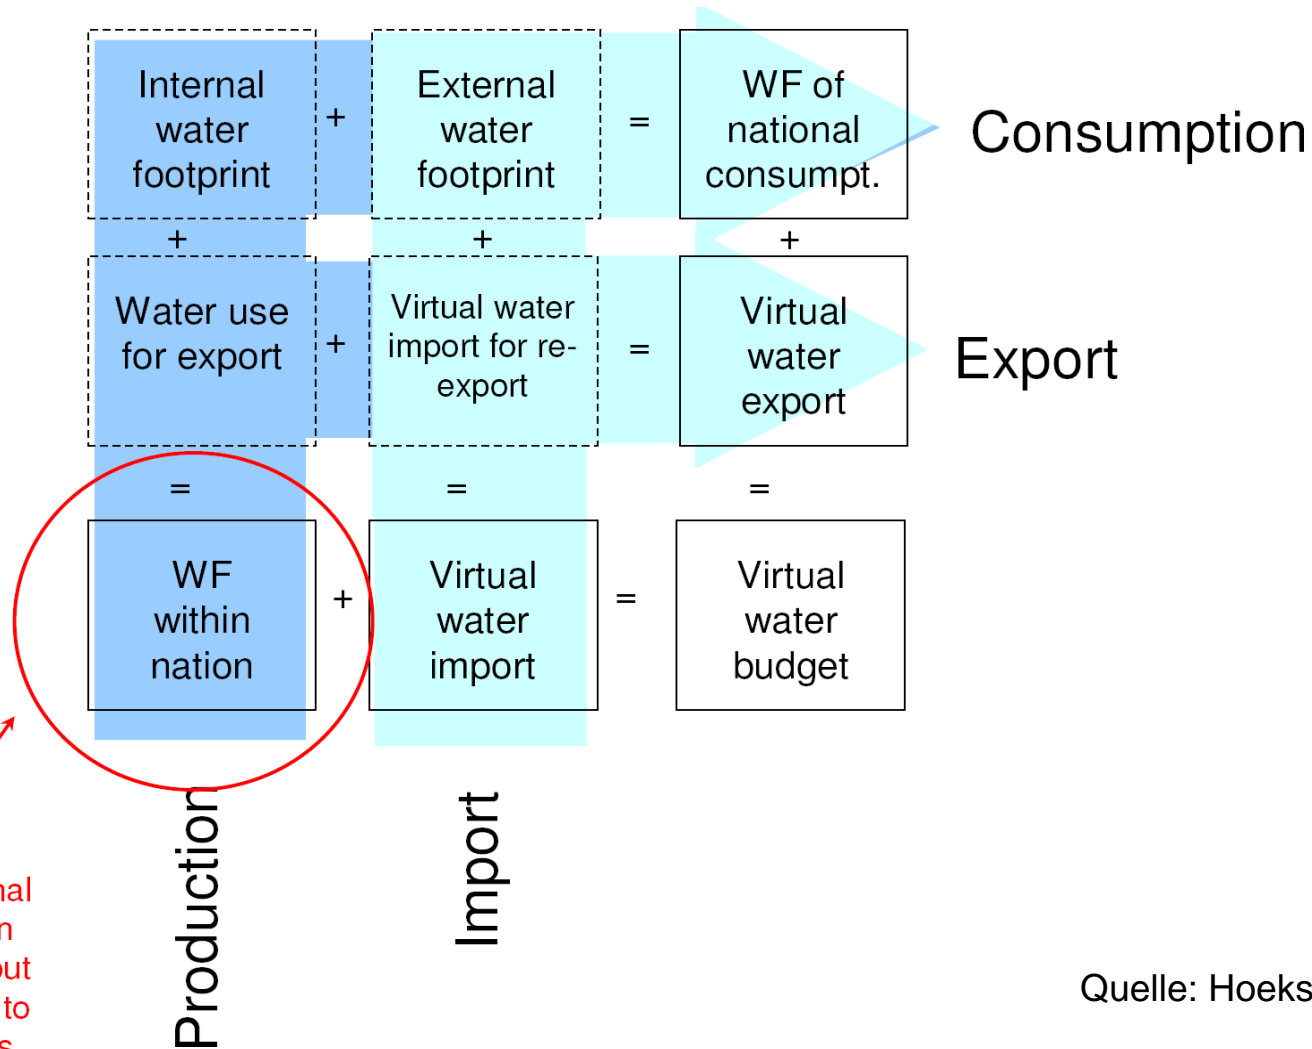 Internal
water
footprint
+
External
water
footprint
=
WF of
national
consumpt.
Consumption
+
+
+
Water use
for export
+
Virtual water
import for re-
export
=
Virtual
water
export
Export
=
=
=
WF
within
nation
+
Virtual
water
import
=
Virtual
water
budget
Production
Import
to
Quelle: Hoeks